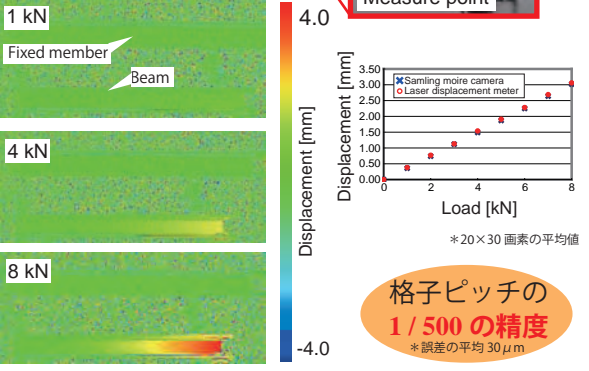 1 kN
Fixed member
Beam
4 kN
8 kN
4.0
Displacement [mm]
-4.0
Measure point
Displacement [mm]
3.50
3.00
2.50
2.00
1.50
1.00
0.50
0.00
Samling moire camera
Laser displacement meter
0 2 4 6 8
Load [kN]
＊20×30 画素の平均値
格子ピッチの
1 / 500 の精度
＊誤差の平均 30μm